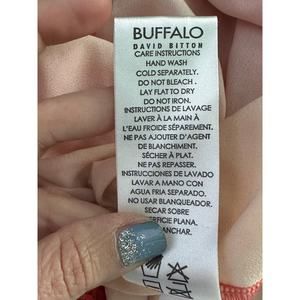 BUFFALO
DAVID BITTON
CARE INSTRUCTIONS
HAND WASH
COLD SEPARATELY.
DO NOT BLEACH.
LAY FLAT TO DRY
DO NOT IRON.
INSTRUCTIONS DE LAVAGE
LAVER À LA MAIN À
L'EAU FROIDE SÉPAREMENT.
NE PAS AJOUTER D'AGENT
DE BLANCHIMENT.
SÉCHER À PLAT.
NE PAS REPASSER.
INSTRUCCIONES DE LAVADO
LAVAR A MANO CON
AGUA FRIA SEPARADO.
NO USAR BLANQUEADOR.
SECAR SOBRE
PLANA.